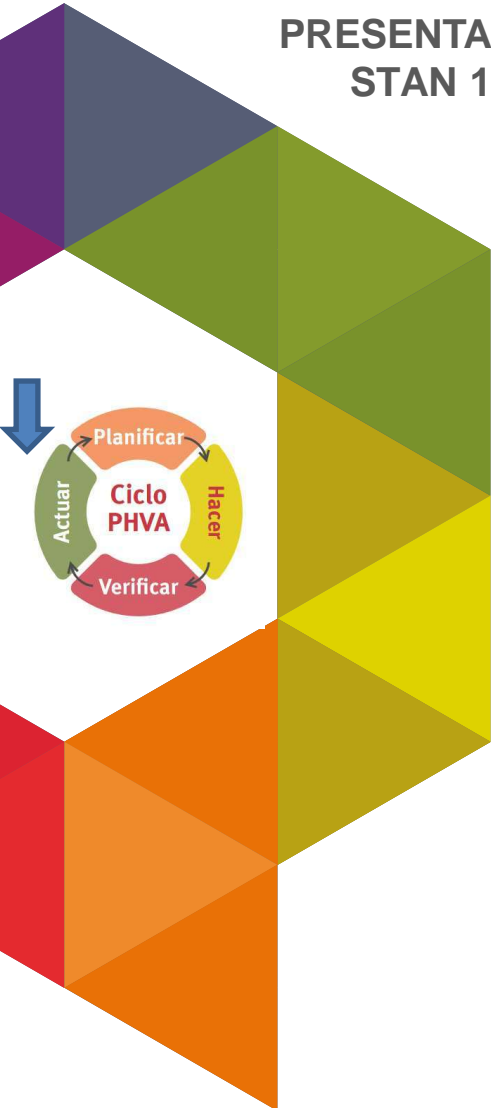 PRESENTA
STAN 1
Planificar
Ciclo
PHVA
Hacer
Actuar
Verificar